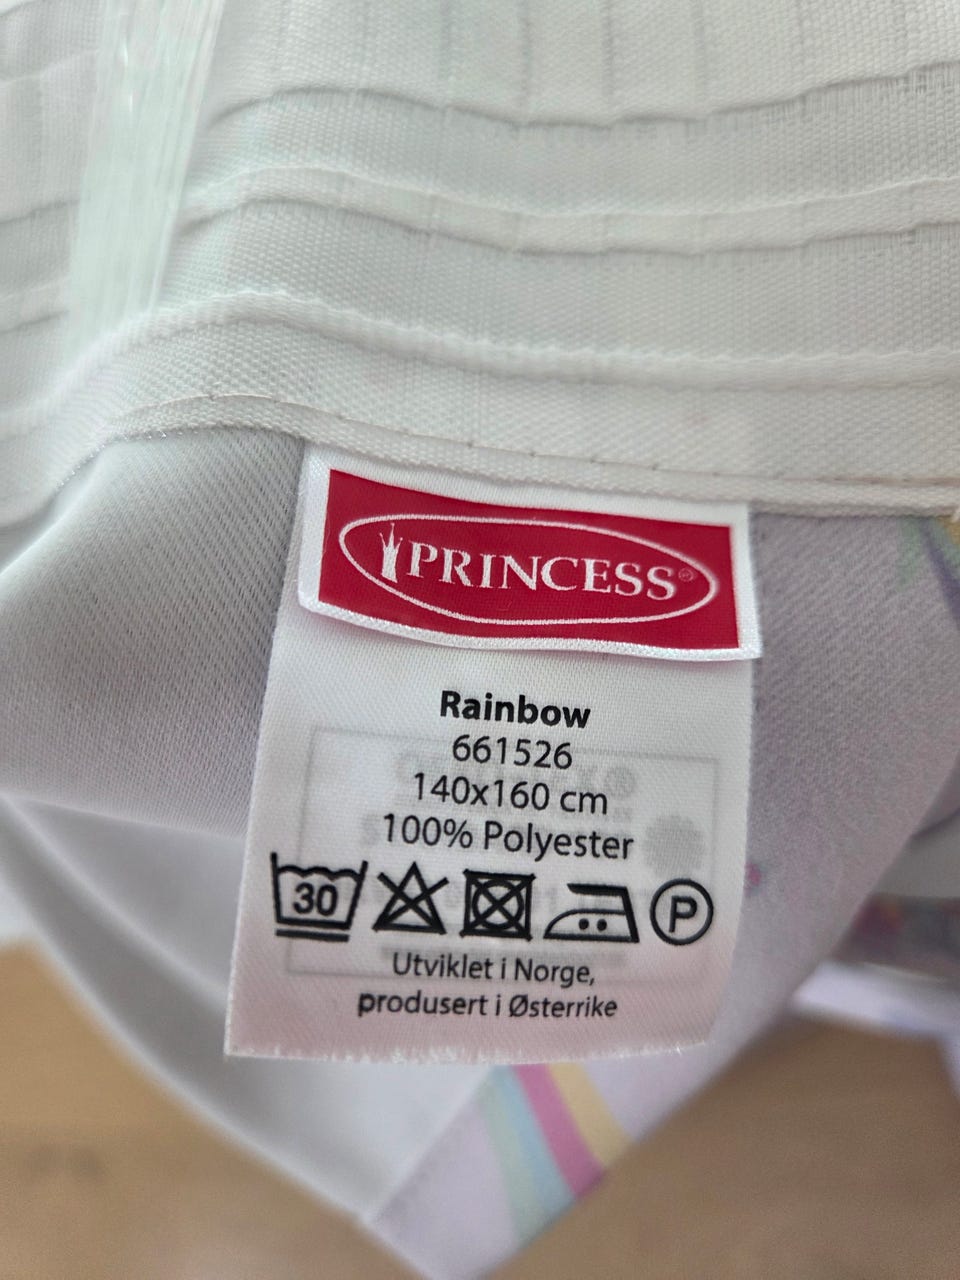 PRINCESS®
Rainbow
661526
140x160 cm
100% Polyester
30 P
Utviklet i Norge,
produsert i Østerrike